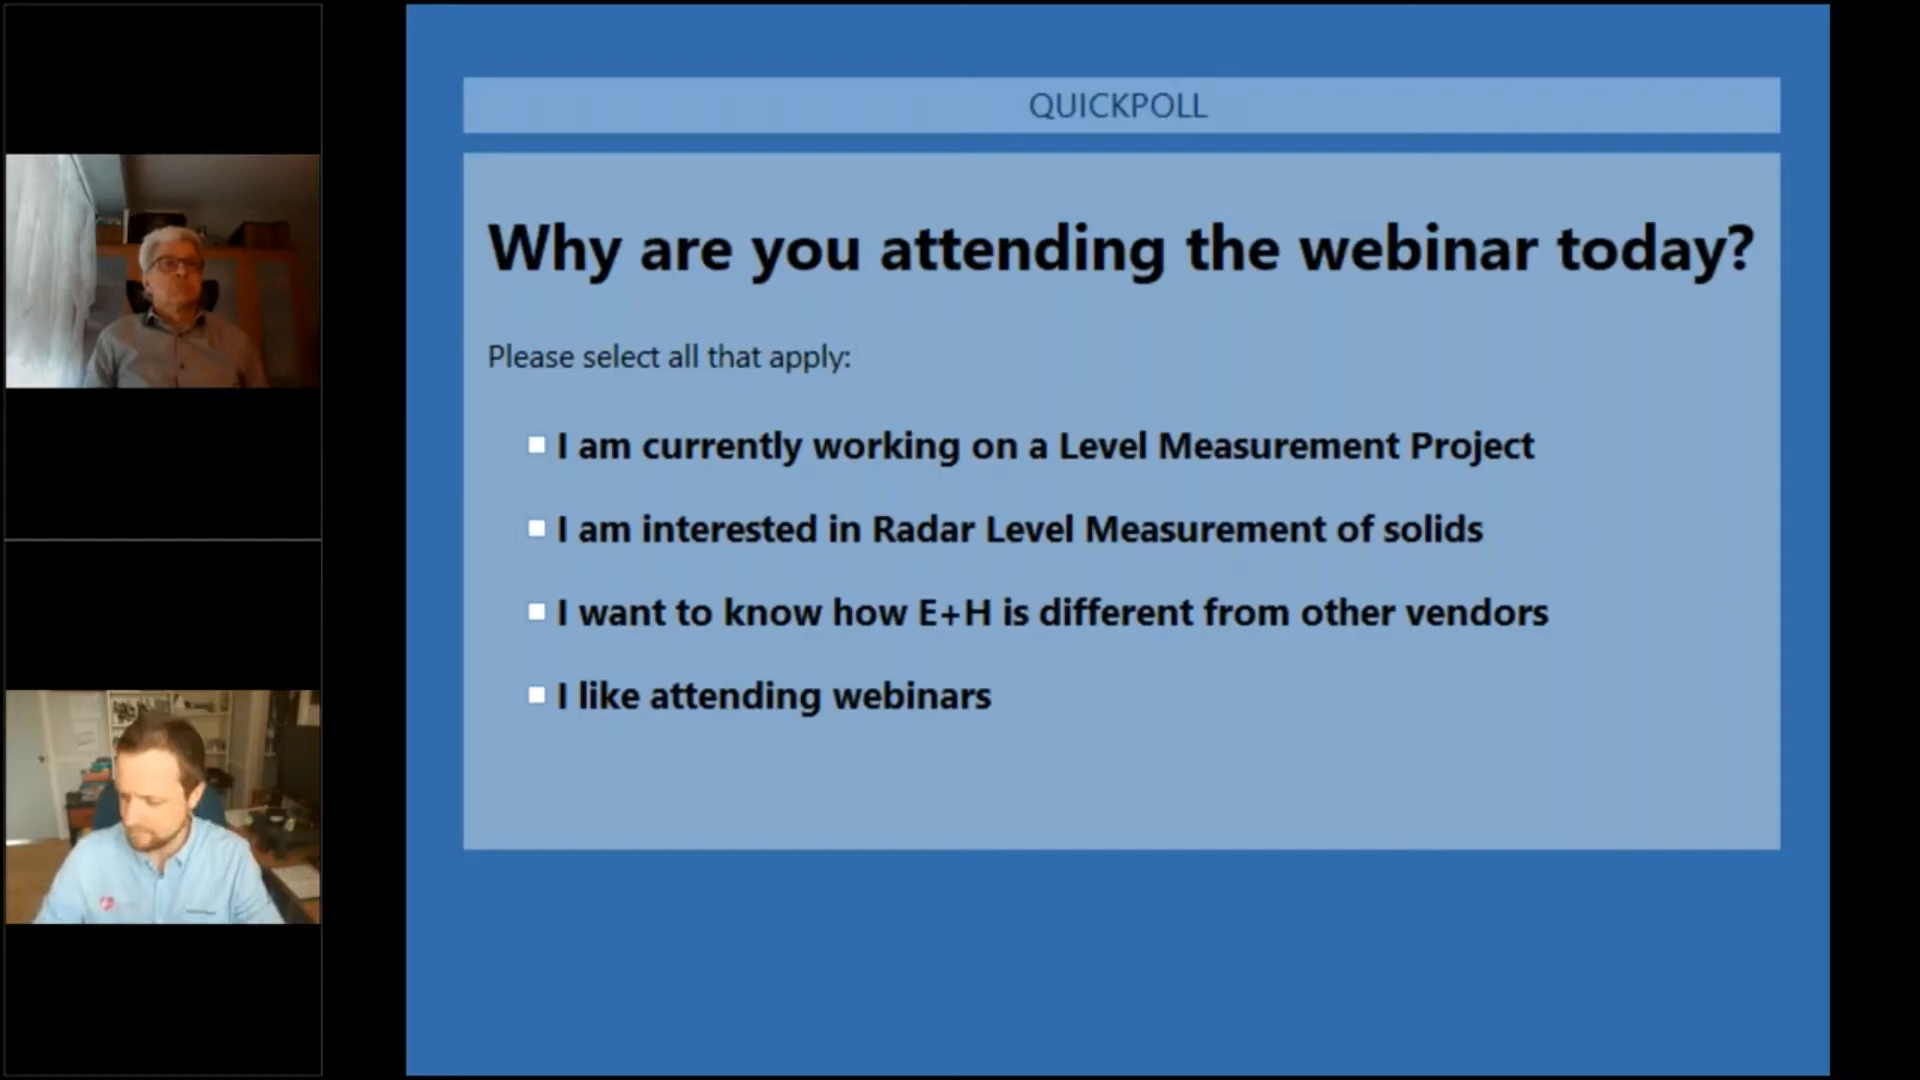 QUICKPOLL
Why are you attending the webinar today?
Please select all that apply:
I am currently working on a Level Measurement Project
I am interested in Radar Level Measurement of solids
I want to know how E+H is different from other vendors
I like attending webinars